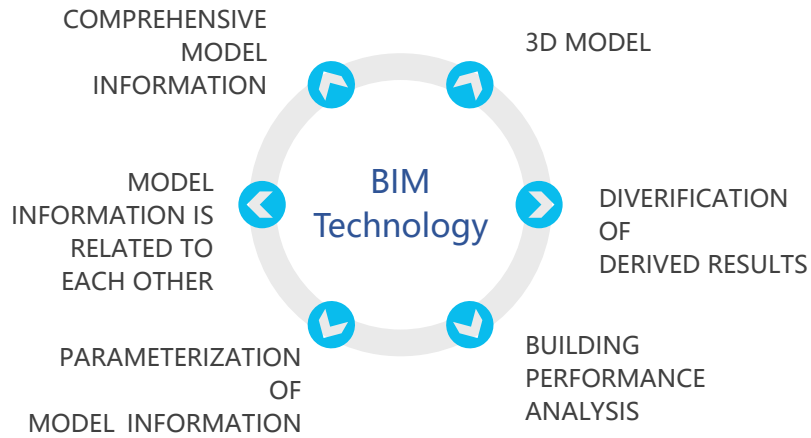 COMPREHENSIVE
MODEL
INFORMATION
3D MODEL
MODEL
INFORMATION IS
RELATED TO
EACH OTHER
BIM
Technology
DIVERIFICATION
OF
DERIVED RESULTS
PARAMETERIZATION
OF
MODEL INFORMATION
BUILDING
PERFORMANCE
ANALYSIS